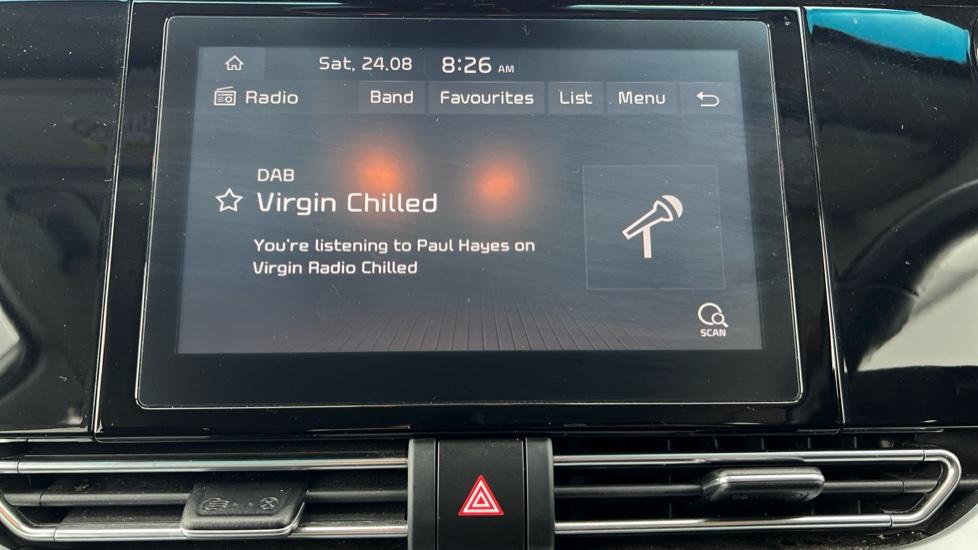 Sat, 24.08 8:26 AM
Radio Band Favourites List Menu
DAB
Virgin Chilled
You're listening to Paul Hayes on
Virgin Radio Chilled
SCAN